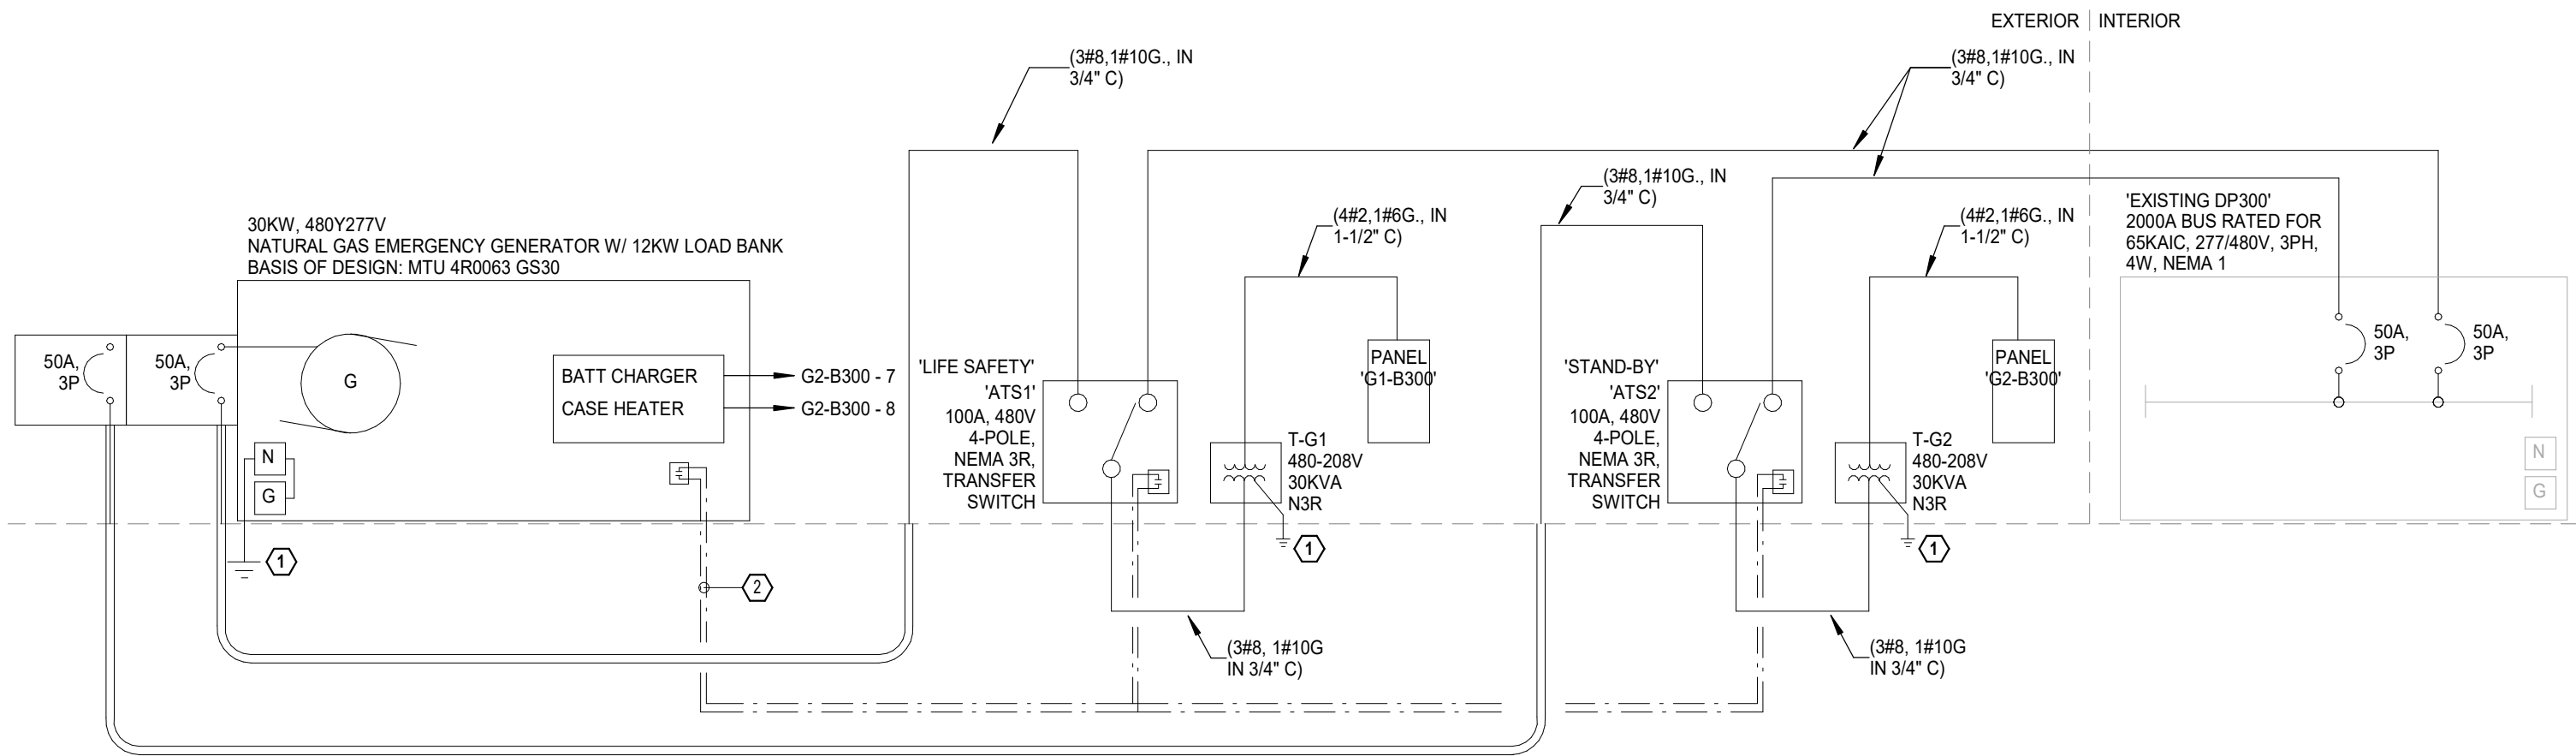 EXTERIOR
INTERIOR
(3#8,1#10G., IN
3/4" C)
(3#8,1#10G., IN
3/4" C)
(3#8,1#10G., IN
3/4" C)
(4#2,1#6G., IN
1-1/2" C)
(4#2,1#6G., IN
1-1/2" C)
'EXISTING DP300'
2000A BUS RATED FOR
65KAIC, 277/480V, 3PH,
4W, NEMA 1
30KW, 480Y277V
NATURAL GAS EMERGENCY GENERATOR W/ 12KW LOAD BANK
BASIS OF DESIGN: MTU 4R0063 GS30
50A,
3P
50A,
3P
G
BATT CHARGER
CASE HEATER
G2-B300 - 7
G2-B300 - 8
N
G
'LIFE SAFETY'
'ATS1'
100A, 480V
4-POLE,
NEMA 3R,
TRANSFER
SWITCH
PANEL
'G1-B300'
T-G1
480-208V
30KVA
N3R
'STAND-BY'
'ATS2'
100A, 480V
4-POLE,
NEMA 3R,
TRANSFER
SWITCH
PANEL
'G2-B300'
T-G2
480-208V
30KVA
N3R
50A,
3P
50A,
3P
N
G
1
2
1
1
(3#8, 1#10G
IN 3/4" C)
(3#8, 1#10G
IN 3/4" C)